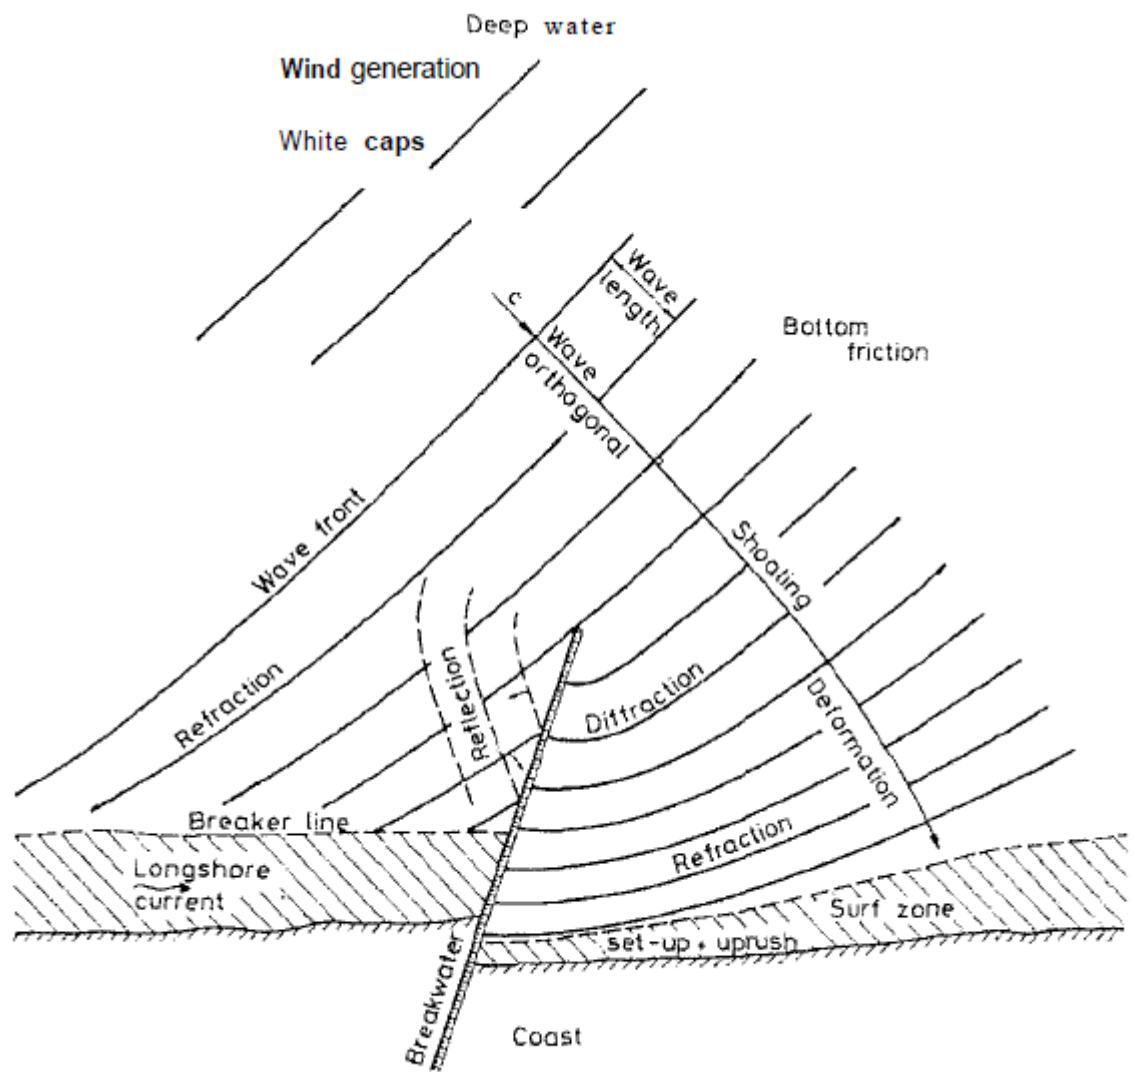 Deep water
Wind generation
White caps
Wave
length
c
Wave
orthogonal
Bottom
friction
Wave front
Shoaling
Refraction
Reflection
Diffraction
Deformation
Breaker line
Refraction
Longshore
current
Surf zone
set-up + uprush
Breakwater
Coast